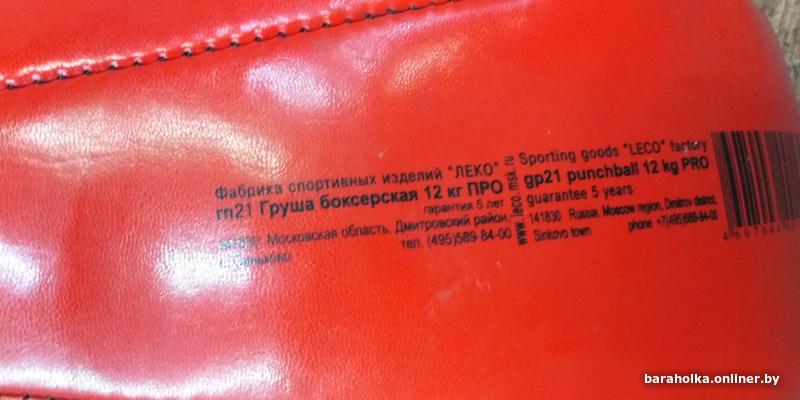 Фабрика спортивных изделий "ЛЕКО"
гп21 Груша боксерская 12 кг ПРО
гарантия 5 лет
141830, Московская область, Дмитровский район,
с. Синьково
тел. (495)589-84-00
www.leco.msk.ru
Sporting goods "LECO" factory
gp21 punchball 12 kg PRO
guarantee 5 years
141830 Russia, Moscow region, Dmitrov district,
Sinkovo town phone +7(495)589-84-00
baraholka.onliner.by